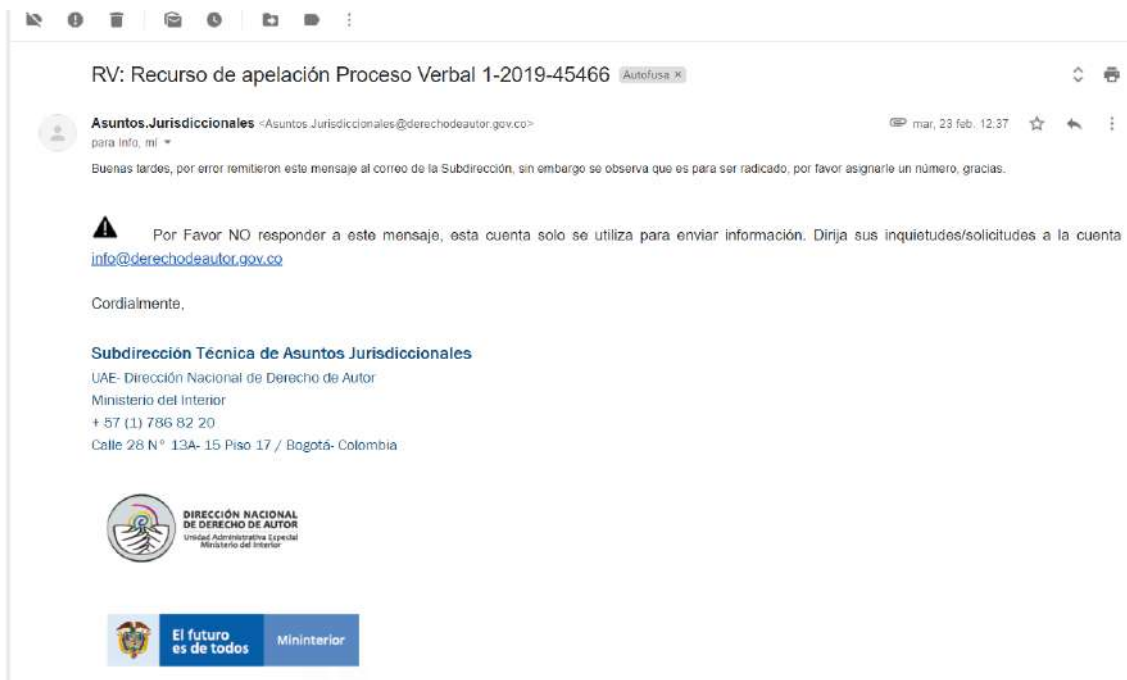 RV: Recurso de apelación Proceso Verbal 1-2019-45466 Autofusa ×
Asuntos.Jurisdiccionales <Asuntos.Jurisdiccionales@derechodeautor.gov.co> mar, 23 feb. 12:37
para Info, mí
Buenas tardes, por error remitieron este mensaje al correo de la Subdirección, sin embargo se observa que es para ser radicado, por favor asignarle un número, gracias.
Por Favor NO responder a este mensaje, esta cuenta solo se utiliza para enviar información. Dirija sus inquietudes/solicitudes a la cuenta
info@derechodeautor.gov.co
Cordialmente,
Subdirección Técnica de Asuntos Jurisdiccionales
UAE- Dirección Nacional de Derecho de Autor
Ministerio del Interior
+ 57 (1) 786 82 20
Calle 28 N° 13A- 15 Piso 17 / Bogotá- Colombia
DIRECCIÓN NACIONAL
DE DERECHO DE AUTOR
Unidad Administrativa Especial
Ministerio del Interior
El futuro
es de todos
Mininterior